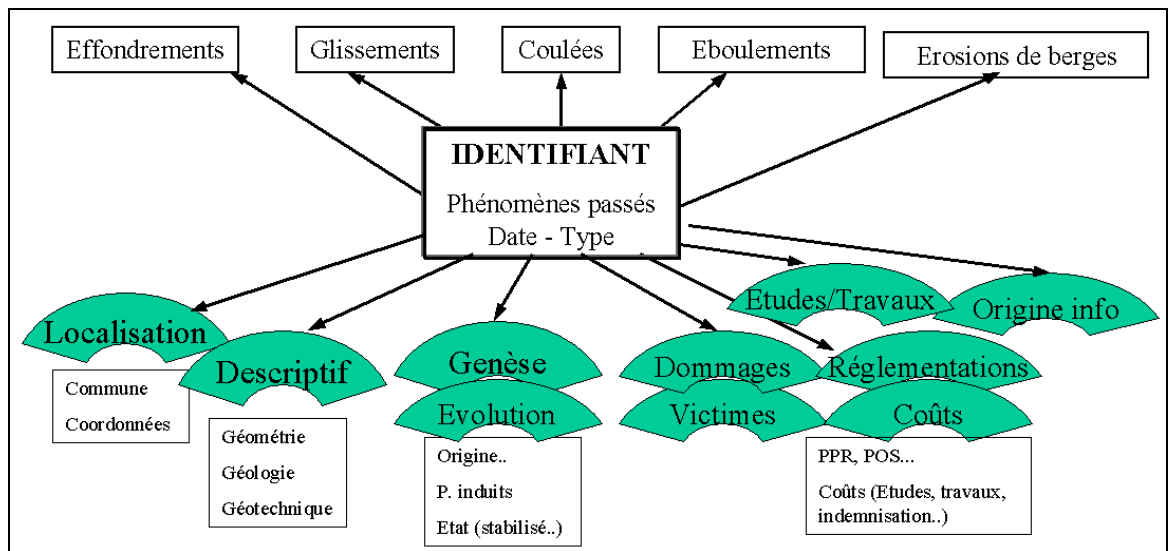 Effondrements
Glissements
Coulées
Eboulements
Erosions de berges
IDENTIFIANT
Phénomènes passés
Date - Type
Etudes/Travaux
Origine info
Localisation
Descriptif
Genèse
Dommages
Réglementations
Evolution
Victimes
Coûts
Commune
Coordonnées
Géométrie
Géologie
Géotechnique
Origine..
P. induits
Etat (stabilisé..)
PPR, POS...
Coûts (Etudes, travaux,
indemnisation..)